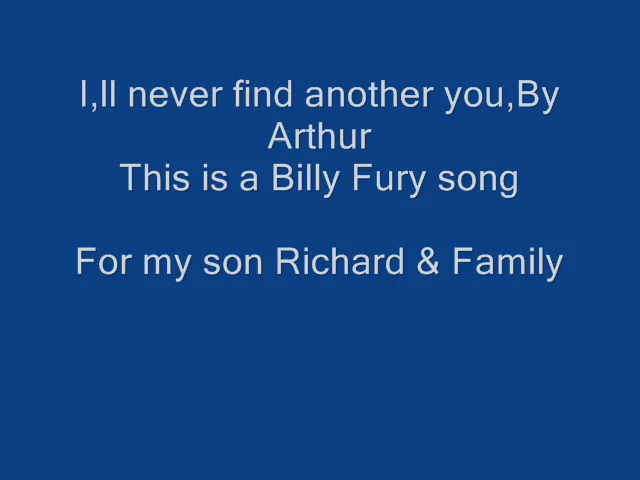 I,ll never find another you,By
Arthur
This is a Billy Fury song
For my son Richard & Family